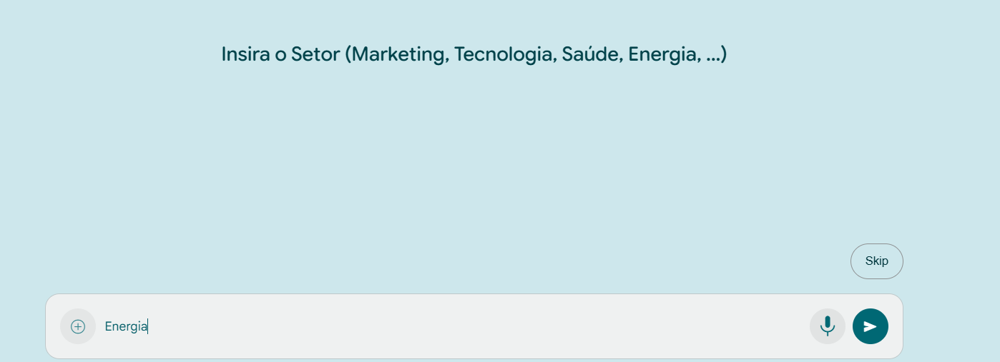 Insira o Setor (Marketing, Tecnologia, Saúde, Energia, ...)
Skip
Energia